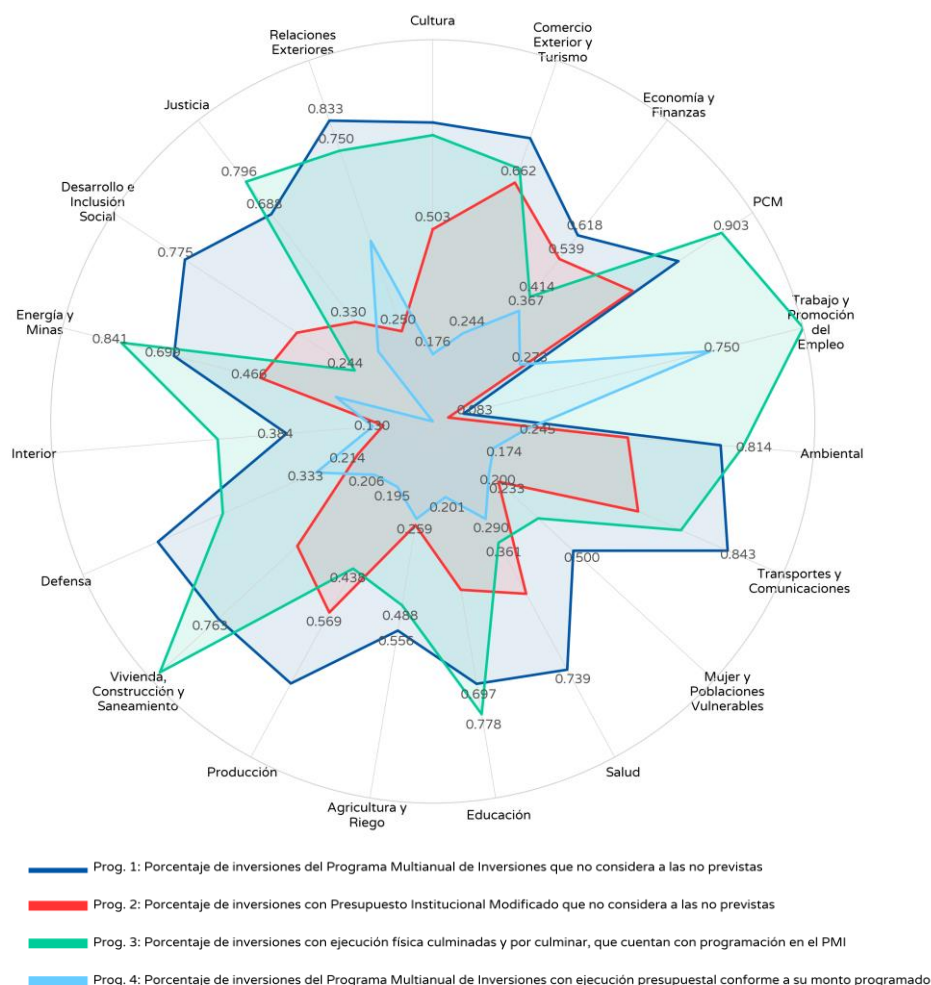 Cultura
Comercio
Exterior y
Turismo
Relaciones
Exteriores
Economía y
Finanzas
Justicia
0.833
0.750
0.796
0.688
0.662
0.503
0.618
0.539
PCM
0.903
Desarrollo e
Inclusión
Social
0.775
0.414
0.367
Trabajo y
Promoción
del
Empleo
0.330
0.250
0.244
0.176
Energía y
Minas
0.841
0.699
0.466
0.244
0.273
0.750
0.083
0.130
0.245
0.384
Interior
0.814
Ambiental
0.174
0.214
0.333
0.206
0.195
0.200
0.233
0.201
0.290
0.259
0.361
0.500
0.843
Transportes y
Comunicaciones
Defensa
0.438
0.488
0.569
0.556
0.763
Vivienda,
Construcción y
Saneamiento
0.697
0.778
0.739
Mujer y
Poblaciones
Vulnerables
Producción
Salud
Agricultura y
Riego
Educación
Prog. 1: Porcentaje de inversiones del Programa Multianual de Inversiones que no considera a las no previstas
Prog. 2: Porcentaje de inversiones con Presupuesto Institucional Modificado que no considera a las no previstas
Prog. 3: Porcentaje de inversiones con ejecución física culminadas y por culminar, que cuentan con programación en el PMI
Prog. 4: Porcentaje de inversiones del Programa Multianual de Inversiones con ejecución presupuestal conforme a su monto programado